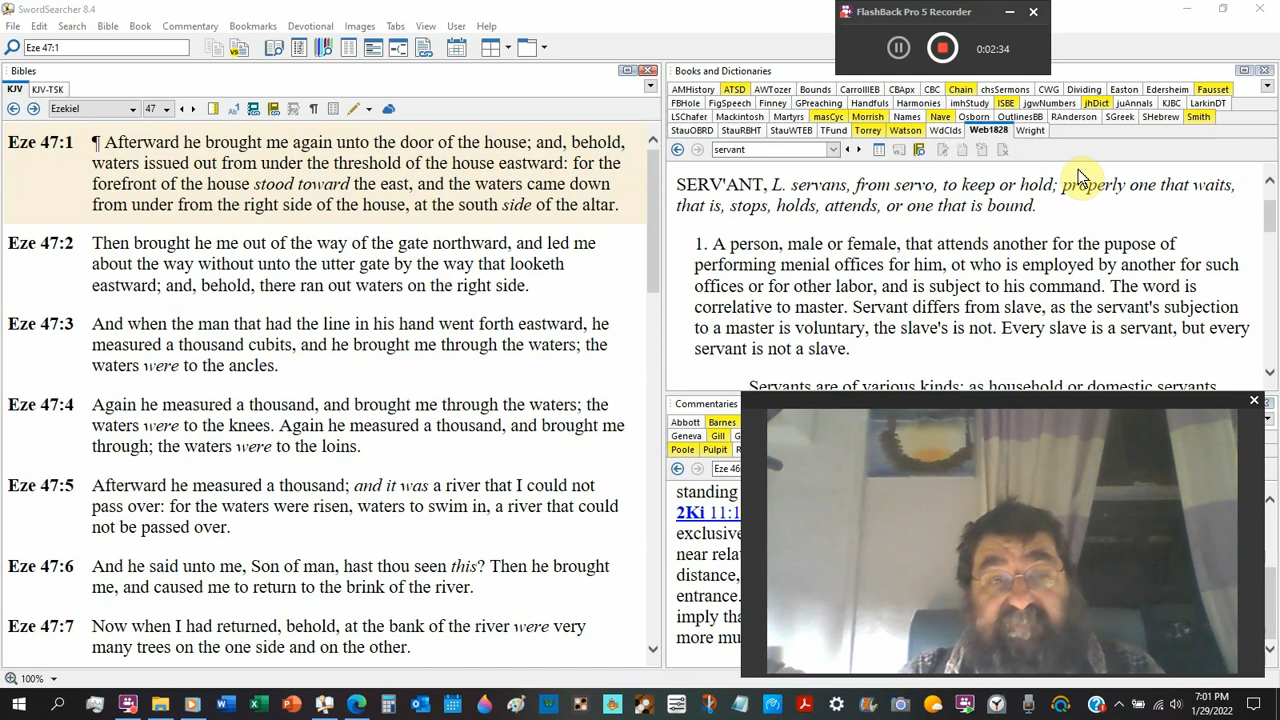 SwordSearcher 8.4
File Edit Search Bible Book Commentary Bookmarks Devotional Images Tabs View User Help
Eze 47:1
Bibles
KJV KJV-TSK
Ezekiel 47
Eze 47:1 ¶ Afterward he brought me again unto the door of the house; and, behold,
waters issued out from under the threshold of the house eastward: for the
forefront of the house stood toward the east, and the waters came down
from under from the right side of the house, at the south side of the altar.
Eze 47:2 Then brought he me out of the way of the gate northward, and led me
about the way without unto the utter gate by the way that looketh
eastward; and, behold, there ran out waters on the right side.
Eze 47:3 And when the man that had the line in his hand went forth eastward, he
measured a thousand cubits, and he brought me through the waters; the
waters were to the ancles.
Eze 47:4 Again he measured a thousand, and brought me through the waters; the
waters were to the knees. Again he measured a thousand, and brought me
through; the waters were to the loins.
Eze 47:5 Afterward he measured a thousand; and it was a river that I could not
pass over: for the waters were risen, waters to swim in, a river that could
not be passed over.
Eze 47:6 And he said unto me, Son of man, hast thou seen this? Then he brought
me, and caused me to return to the brink of the river.
Eze 47:7 Now when I had returned, behold, at the bank of the river were very
many trees on the one side and on the other.
100%
FlashBack Pro 5 Recorder
0:02:34
Books and Dictionaries
AMHistory ATSD AWTozer Bounds CarrollIEB CBApx CBC Chain chsSermons CWG Dividing Easton Edersheim Fausset
FBHole FigSpeech Finney GPreaching Handfuls Harmonies imhStudy ISBE jgwNumbers jhDict juAnnals KJBC LarkinDT
LSChafer Mackintosh Martyrs masCyc Morrish Names Nave Osborn OutlinesBB RAnderson SGreek SHebrew Smith
StauOBRD StauRBHT StauWTEB TFund Torrey Watson WdClds Web1828 Wright
servant
SERV'ANT, L. servans, from servo, to keep or hold; properly one that waits,
that is, stops, holds, attends, or one that is bound.
1. A person, male or female, that attends another for the pupose of
performing menial offices for him, ot who is employed by another for such
offices or for other labor, and is subject to his command. The word is
correlative to master. Servant differs from slave, as the servant's subjection
to a master is voluntary, the slave's is not. Every slave is a servant, but every
servant is not a slave.
Servants are of various kinds; as household or domestic servants
Commentaries
Abbott Barnes
Geneva Gill
Poole Pulpit
Eze 46
standing
2Ki 11:1
exclusive
near rela
distance,
entrance.
imply tha
more mu
7:01 PM
1/29/2022